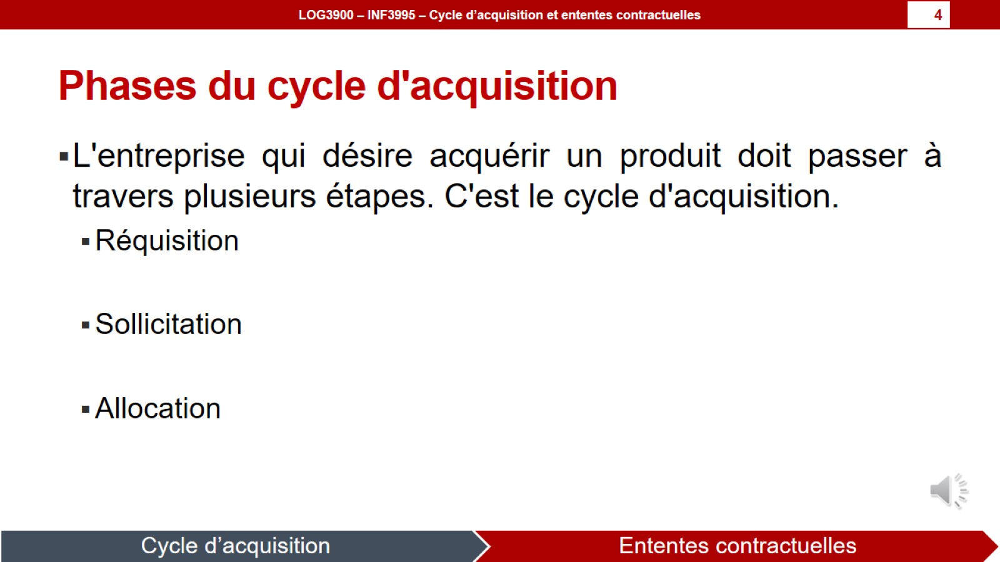 LOG3900 – INF3995 – Cycle d’acquisition et ententes contractuelles
4
Phases du cycle d'acquisition
▪L'entreprise qui désire acquérir un produit doit passer à
travers plusieurs étapes. C'est le cycle d'acquisition.
▪Réquisition
▪Sollicitation
▪Allocation
Cycle d’acquisition
Ententes contractuelles